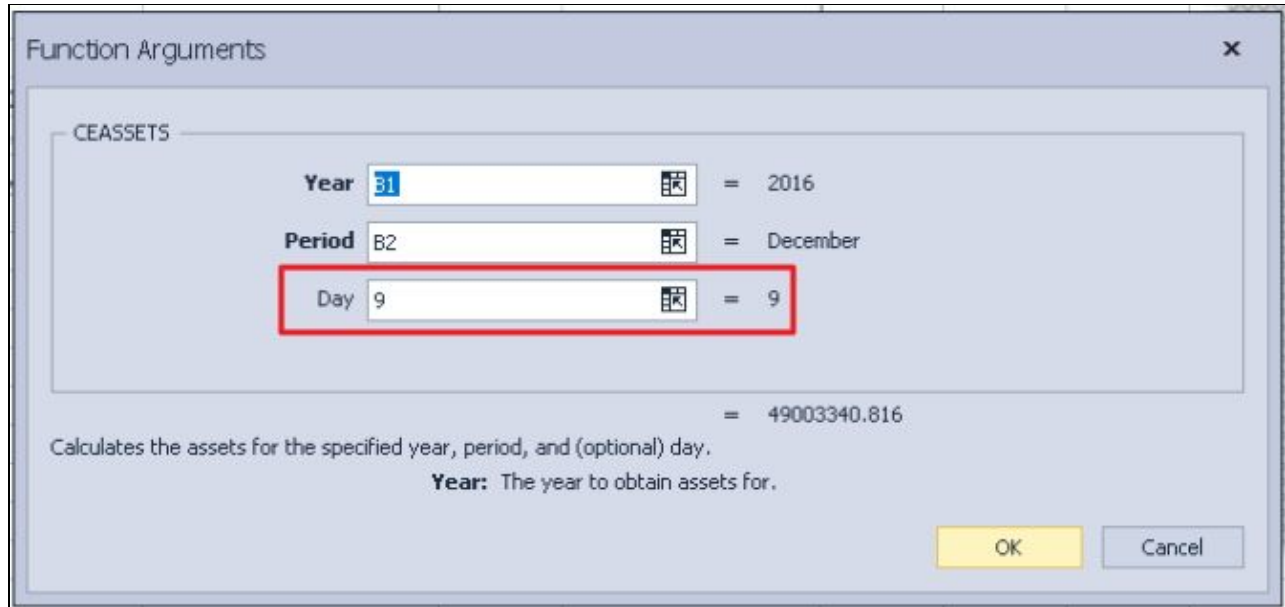 Function Arguments
CEASSETS
Year B1 = 2016
Period B2 = December
Day 9 = 9
= 49003340.816
Calculates the assets for the specified year, period, and (optional) day.
Year: The year to obtain assets for.
OK Cancel